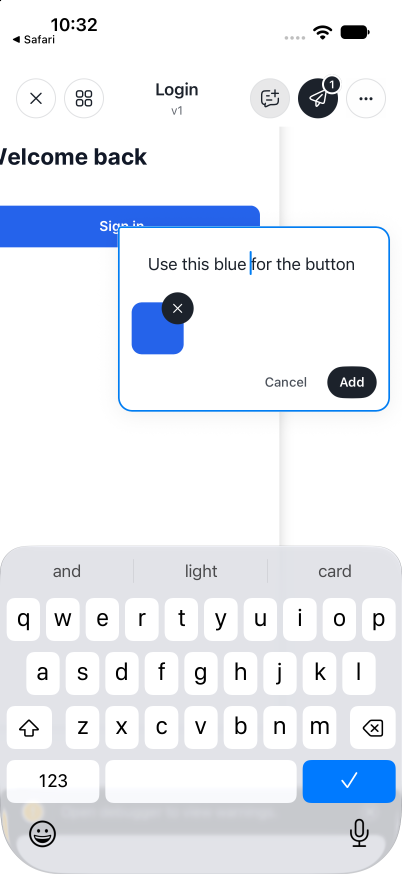 10:32
Safari
Login
v1
1
Welcome back
Sign in
Use this blue for the button
Cancel
Add
and light card
q w e r t y u i o p
a s d f g h j k l
z x c v b n m
123